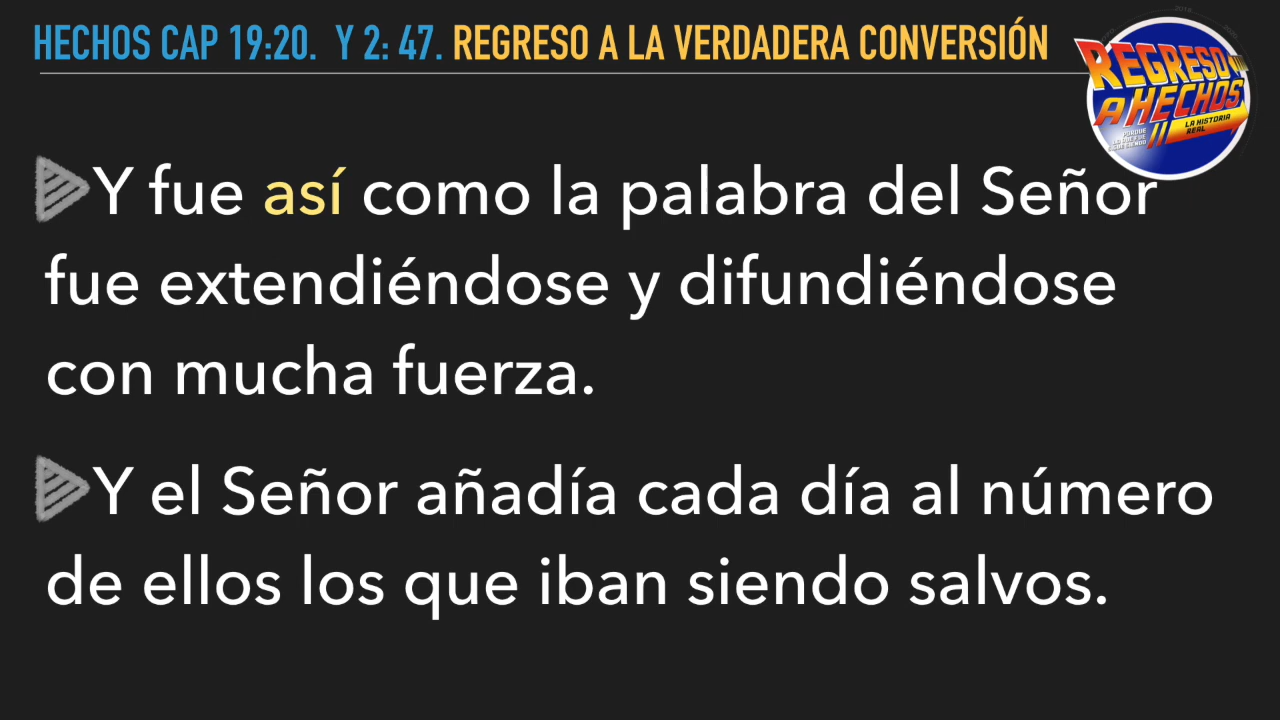 HECHOS CAP 19:20. Y 2: 47. REGRESO A LA VERDADERA CONVERSIÓN
REGRESO
A HECHOS
LA HISTORIA
REAL
Y fue así como la palabra del Señor
fue extendiéndose y difundiéndose
con mucha fuerza.
Y el Señor añadía cada día al número
de ellos los que iban siendo salvos.